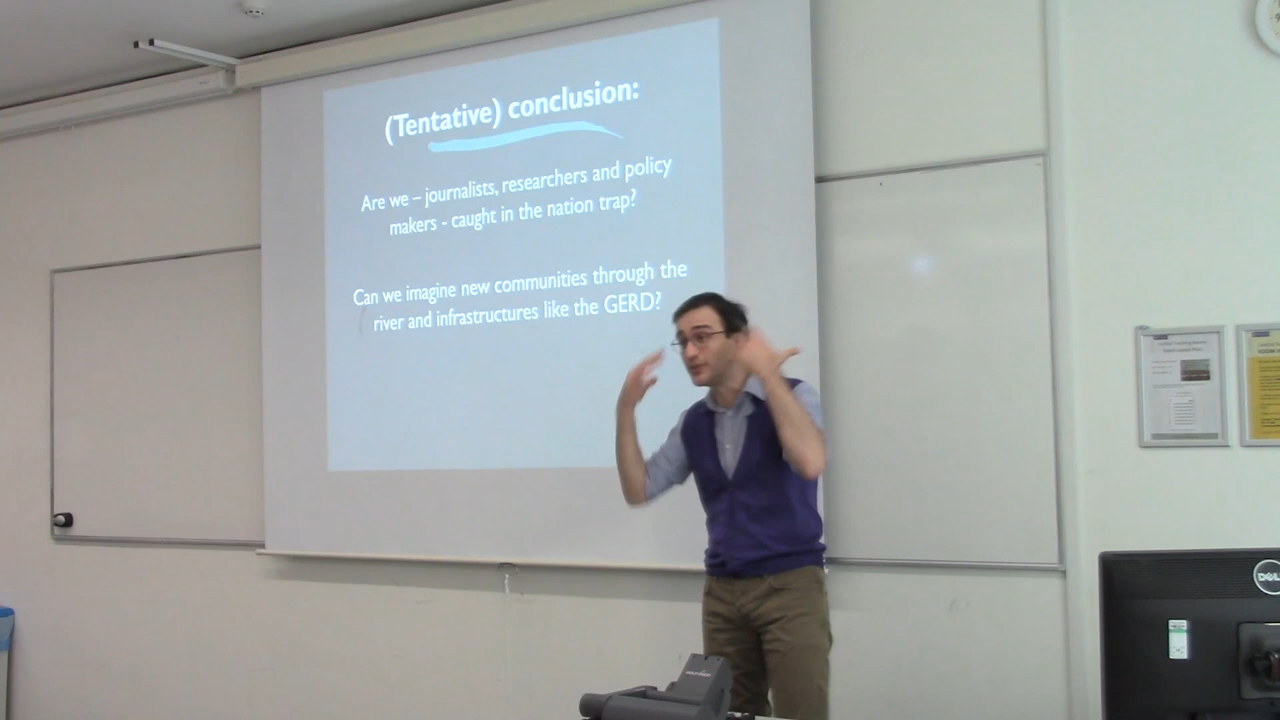 (Tentative) conclusion:
Are we – journalists, researchers and policy
makers - caught in the nation trap?
Can we imagine new communities through the
river and infrastructures like the GERD?
DELL